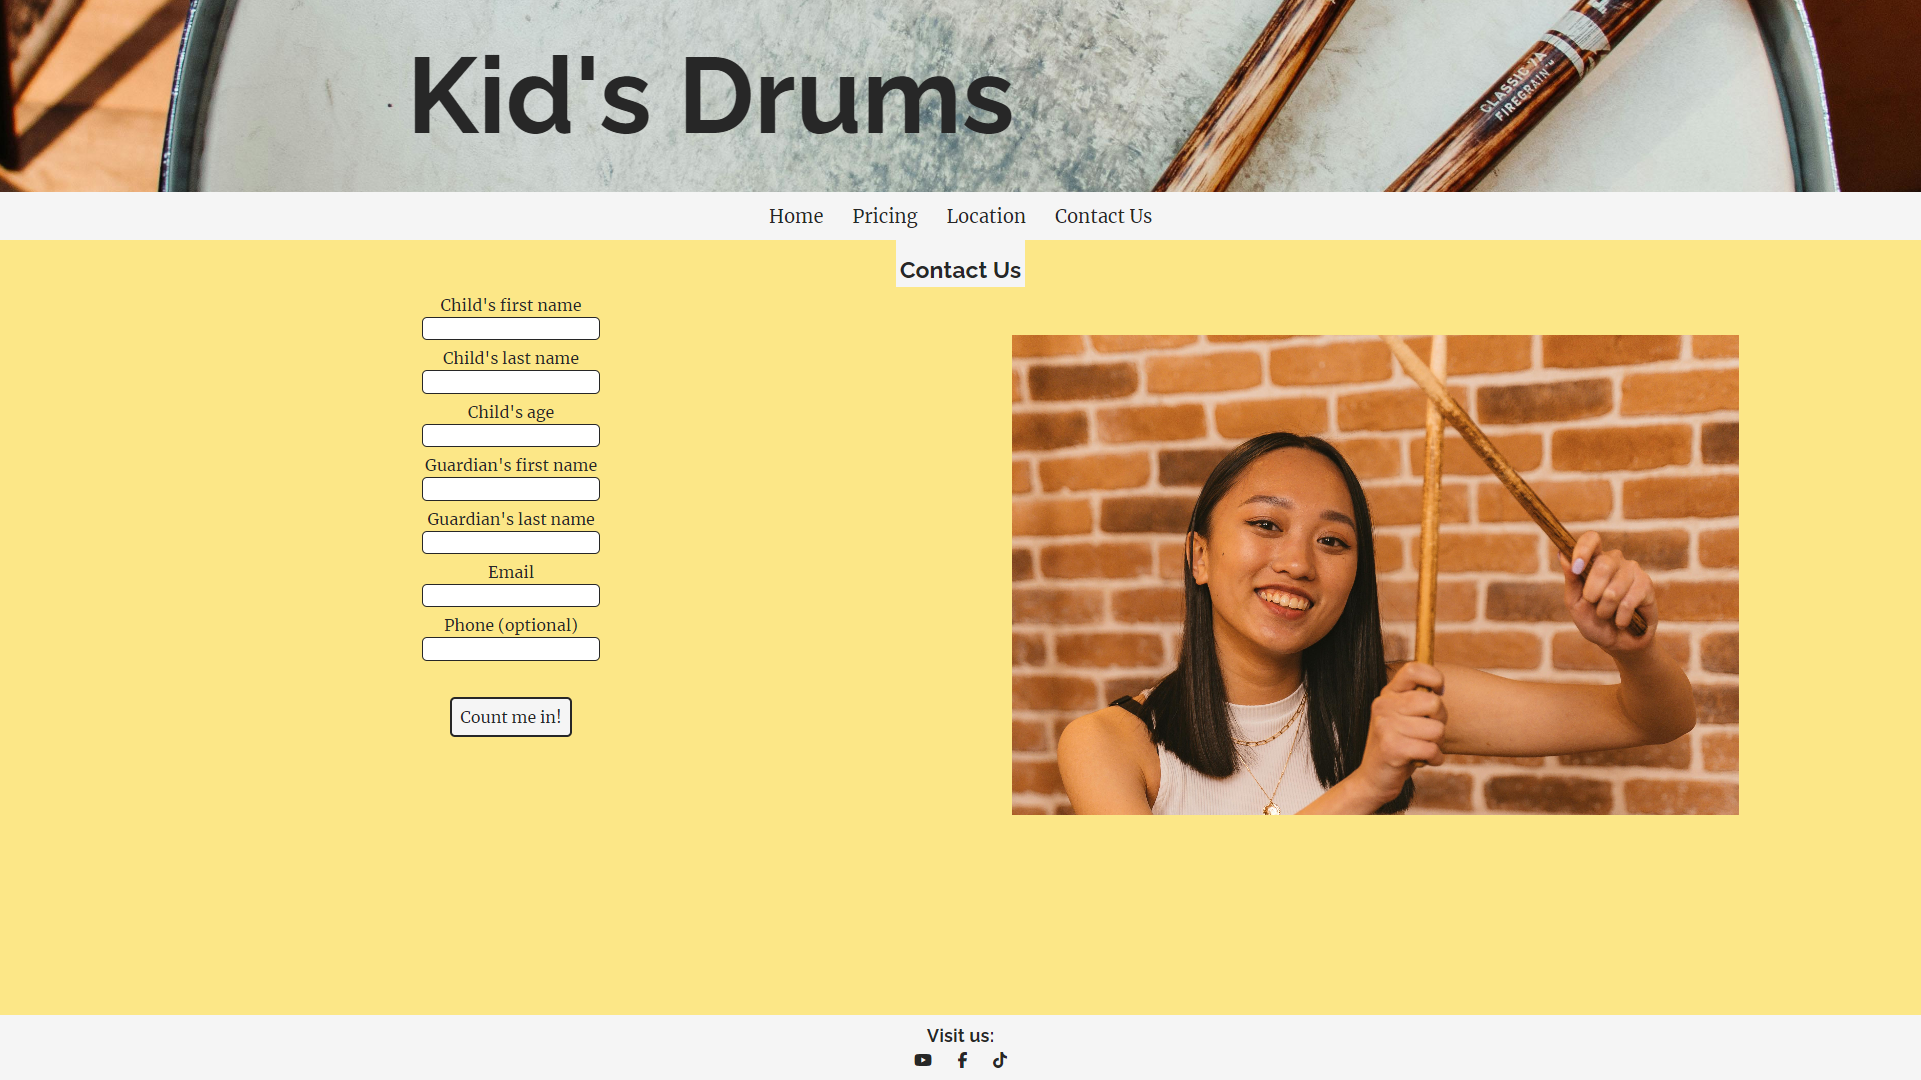 Kid's Drums
CLASSIC 7A
FIREGRAIN™
Home Pricing Location Contact Us
Contact Us
Child's first name
Child's last name
Child's age
Guardian's first name
Guardian's last name
Email
Phone (optional)
Count me in!
Visit us: